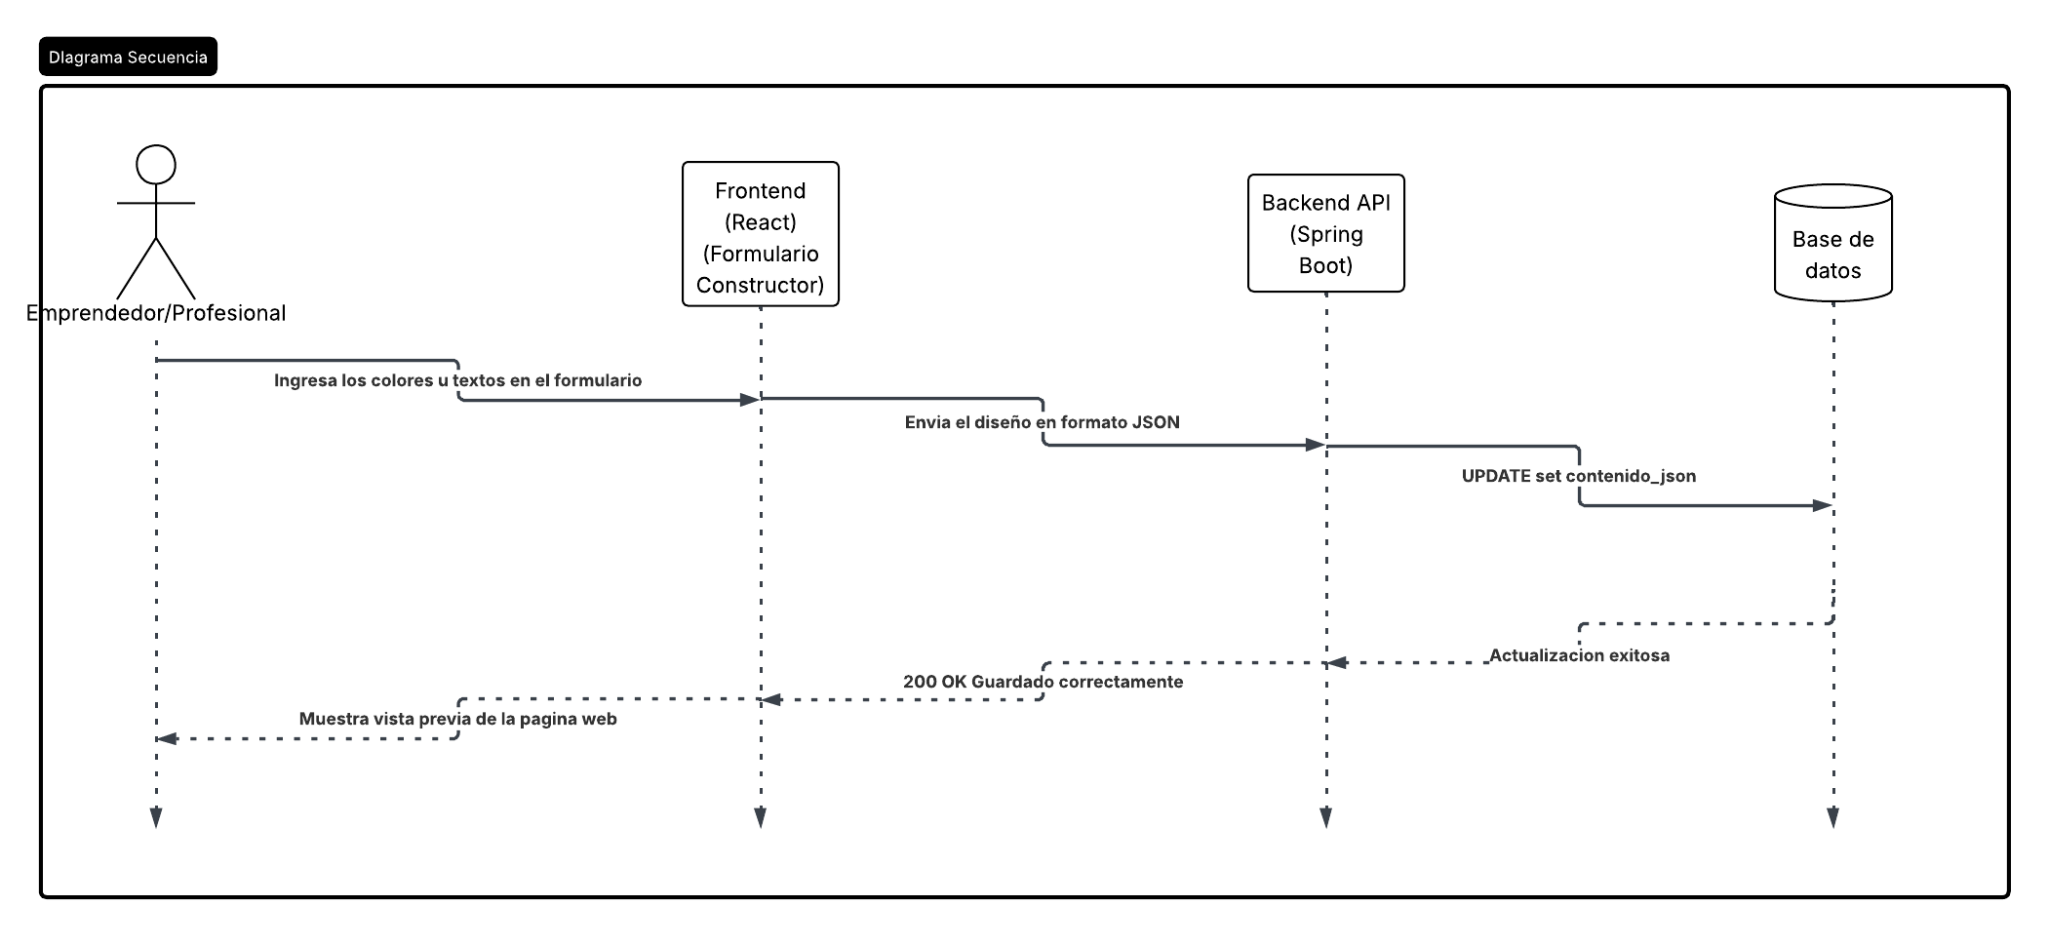 DIagrama Secuencia
Emprendedor/Profesional
Frontend
(React)
(Formulario
Constructor)
Backend API
(Spring
Boot)
Base de
datos
Ingresa los colores u textos en el formulario
Envia el diseño en formato JSON
UPDATE set contenido_json
Actualizacion exitosa
200 OK Guardado correctamente
Muestra vista previa de la pagina web